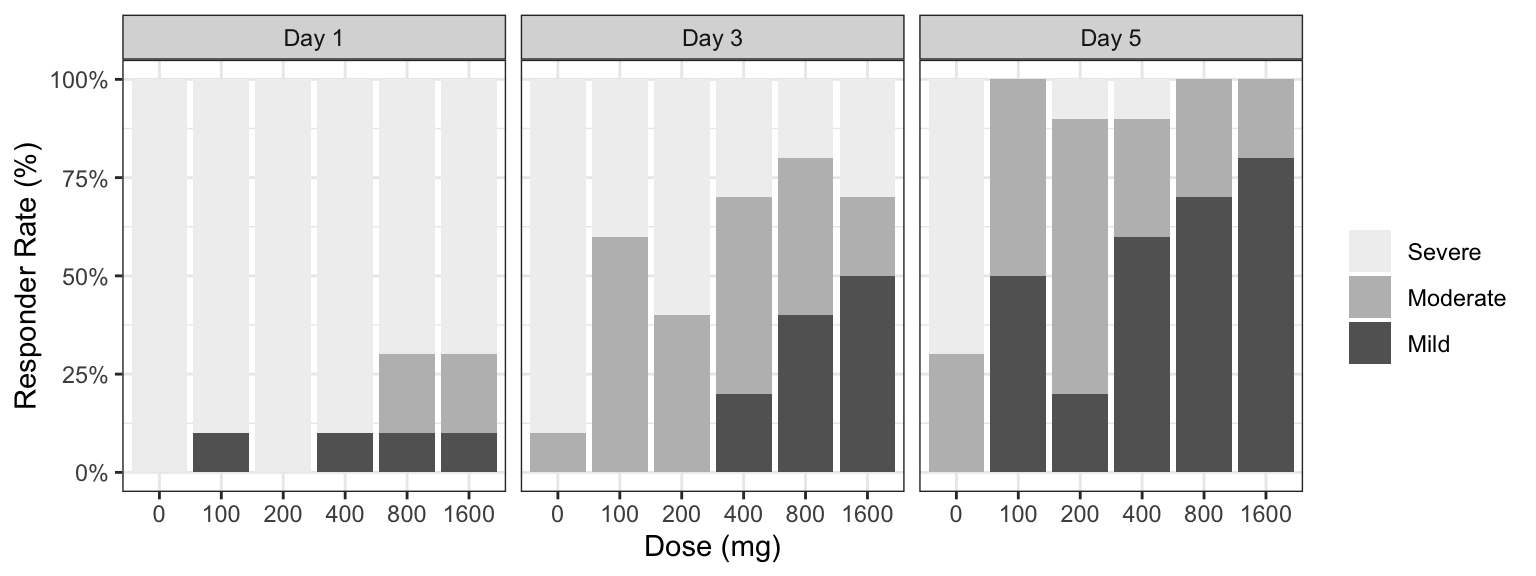 Day 1
Day 3
Day 5
Responder Rate (%)
100%
75%
50%
25%
0%
0 100 200 400 800 1600
0 100 200 400 800 1600
0 100 200 400 800 1600
Dose (mg)
Severe
Moderate
Mild